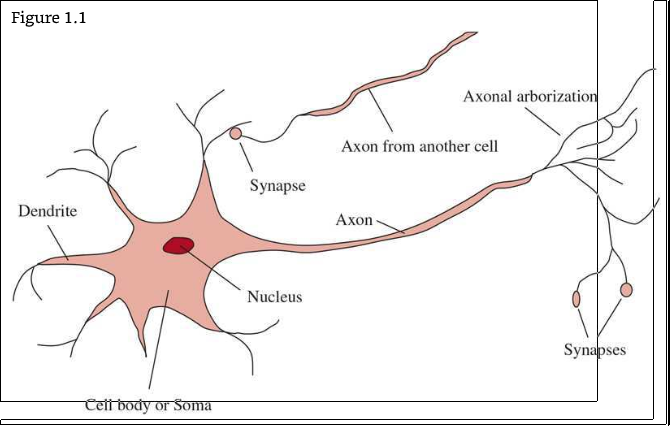 Figure 1.1
Axonal arborization
Axon from another cell
Synapse
Dendrite
Axon
Nucleus
Synapses
Cell body or Soma